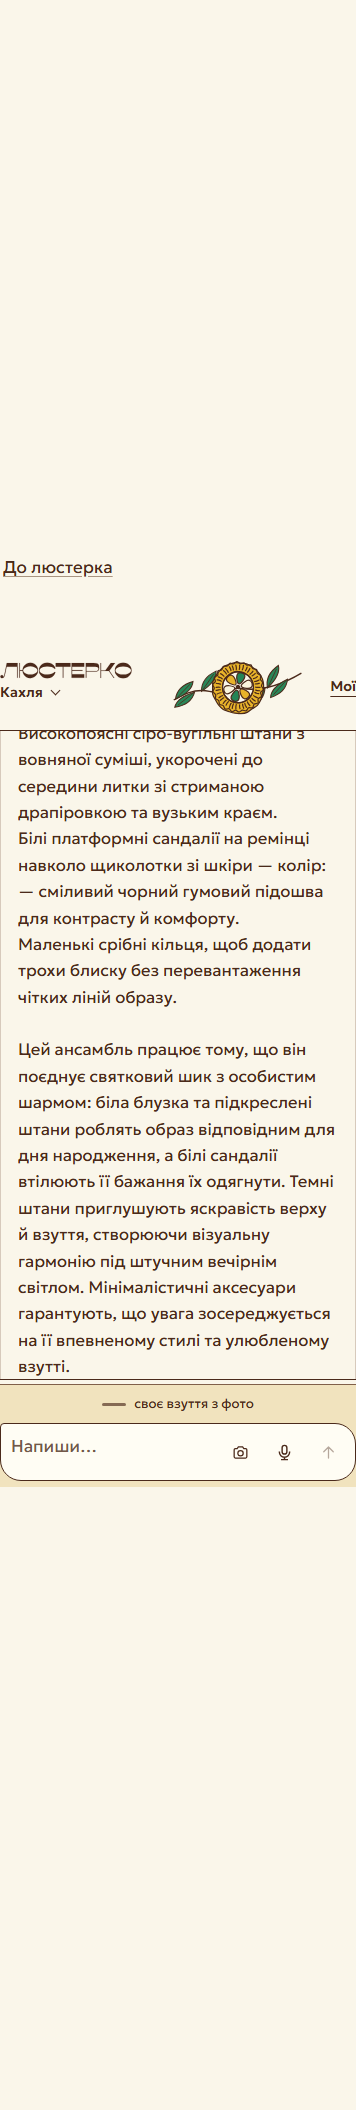 До люстерка
ЛЮСТЕРКО
Кахля
Мої
Високопоясні сіро-вугільні штани з
вовняної суміші, укорочені до
середини литки зі стриманою
драпіровкою та вузьким краєм.
Білі платформні сандалії на ремінці
навколо щиколотки зі шкіри — колір:
— сміливий чорний гумовий підошва
для контрасту й комфорту.
Маленькі срібні кільця, щоб додати
трохи блиску без перевантаження
чітких ліній образу.
Цей ансамбль працює тому, що він
поєднує святковий шик з особистим
шармом: біла блузка та підкреслені
штани роблять образ відповідним для
дня народження, а білі сандалії
втілюють її бажання їх одягнути. Темні
штани приглушують яскравість верху
й взуття, створюючи візуальну
гармонію під штучним вечірнім
світлом. Мінімалістичні аксесуари
гарантують, що увага зосереджується
на її впевненому стилі та улюбленому
взутті.
своє взуття з фото
Напиши...